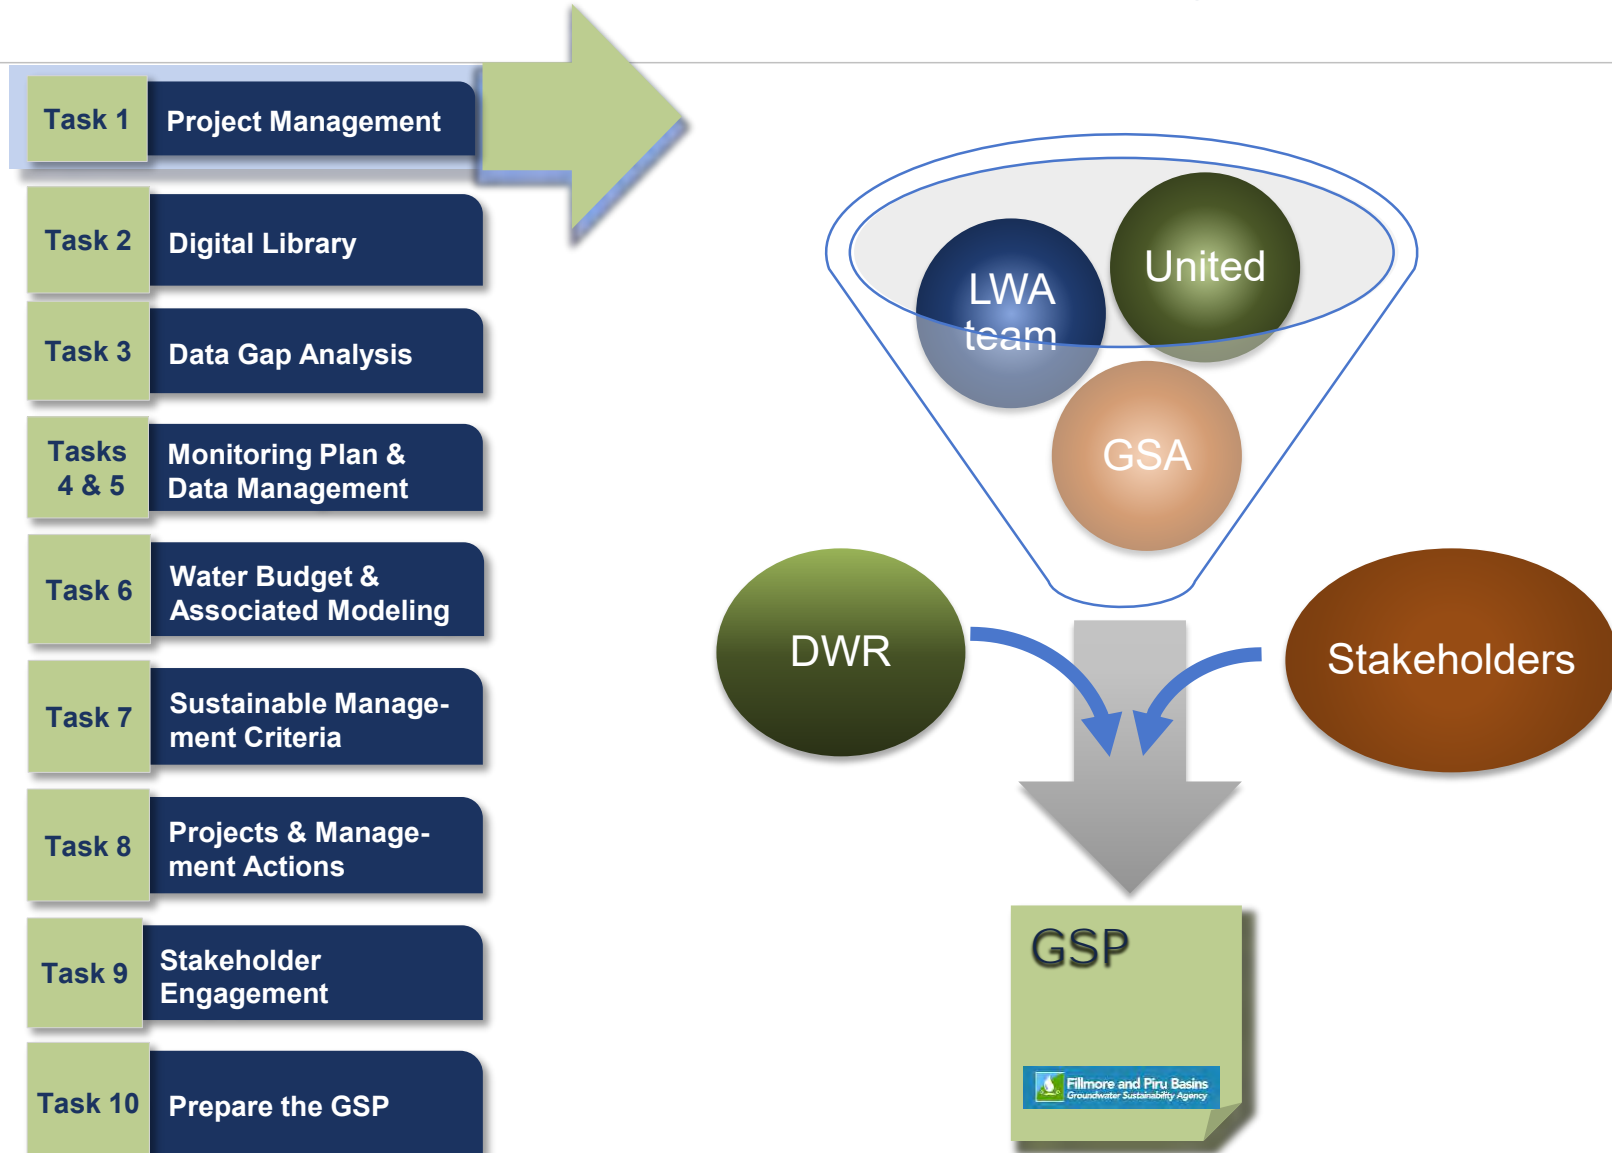 Task 1
Project Management
Task 2
Digital Library
Task 3
Data Gap Analysis
Tasks
4 & 5
Monitoring Plan &
Data Management
Task 6
Water Budget &
Associated Modeling
Task 7
Sustainable Manage-
ment Criteria
Task 8
Projects & Manage-
ment Actions
Task 9
Stakeholder
Engagement
Task 10
Prepare the GSP
United
LWA
team
GSA
DWR
Stakeholders
GSP
Fillmore and Piru Basins
Groundwater Sustainability Agency